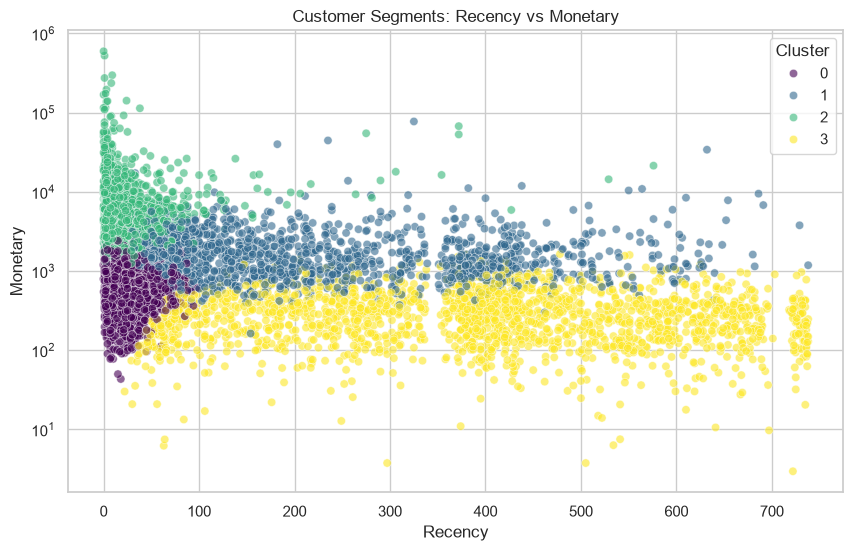 Customer Segments: Recency vs Monetary
Cluster
0
1
2
3
Monetary
10⁶
10⁵
10⁴
10³
10²
10¹
0 100 200 300 400 500 600 700
Recency